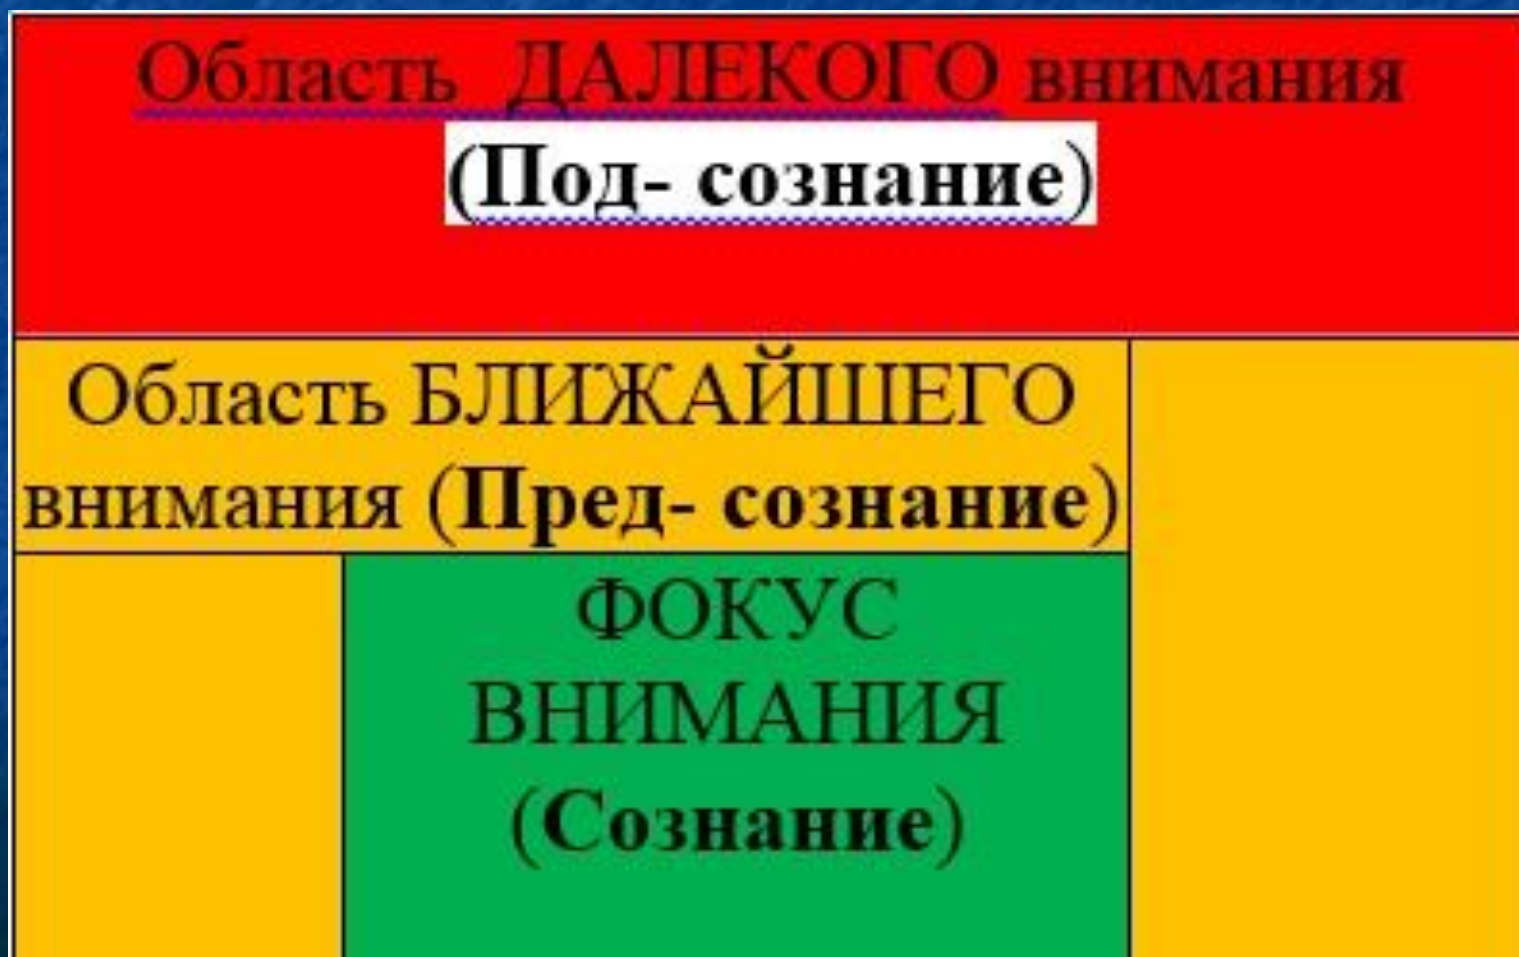 Область ДАЛЕКОГО внимания
(Под- сознание)
Область БЛИЖАЙШЕГО
внимания (Пред- сознание)
ФОКУС
ВНИМАНИЯ
(Сознание)